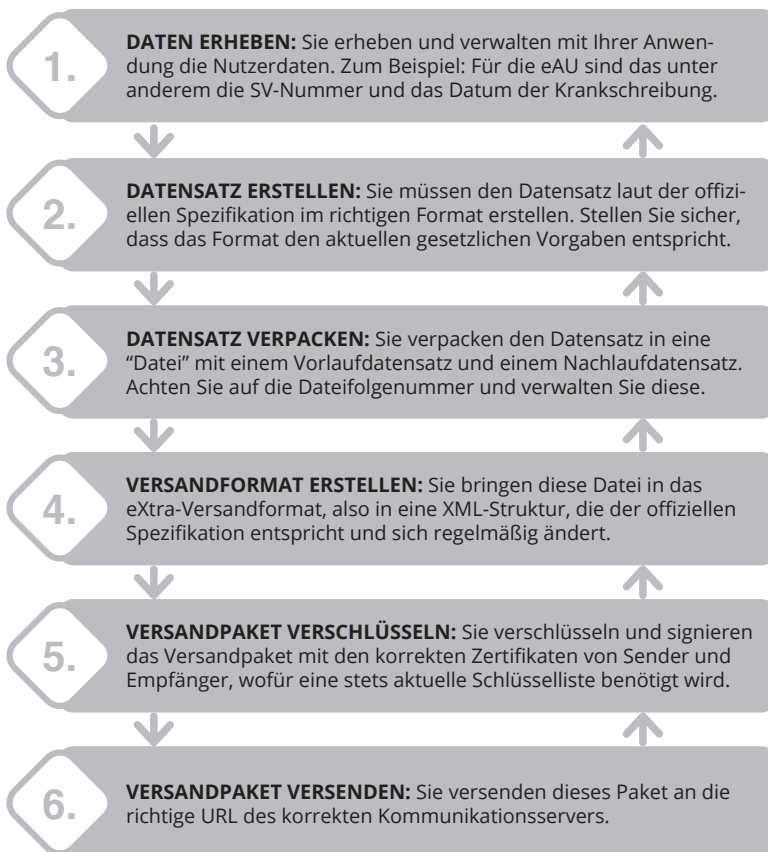 1.
DATEN ERHEBEN: Sie erheben und verwalten mit Ihrer Anwen-
dung die Nutzerdaten. Zum Beispiel: Für die eAU sind das unter
anderem die SV-Nummer und das Datum der Krankschreibung.
2.
DATENSATZ ERSTELLEN: Sie müssen den Datensatz laut der offizi-
ellen Spezifikation im richtigen Format erstellen. Stellen Sie sicher,
dass das Format den aktuellen gesetzlichen Vorgaben entspricht.
3.
DATENSATZ VERPACKEN: Sie verpacken den Datensatz in eine
“Datei” mit einem Vorlaufdatensatz und einem Nachlaufdatensatz.
Achten Sie auf die Dateifolgenummer und verwalten Sie diese.
4.
VERSANDFORMAT ERSTELLEN: Sie bringen diese Datei in das
eXtra-Versandformat, also in eine XML-Struktur, die der offiziellen
Spezifikation entspricht und sich regelmäßig ändert.
5.
VERSANDPAKET VERSCHLÜSSELN: Sie verschlüsseln und signieren
das Versandpaket mit den korrekten Zertifikaten von Sender und
Empfänger, wofür eine stets aktuelle Schlüsselliste benötigt wird.
6.
VERSANDPAKET VERSENDEN: Sie versenden dieses Paket an die
richtige URL des korrekten Kommunikationsservers.